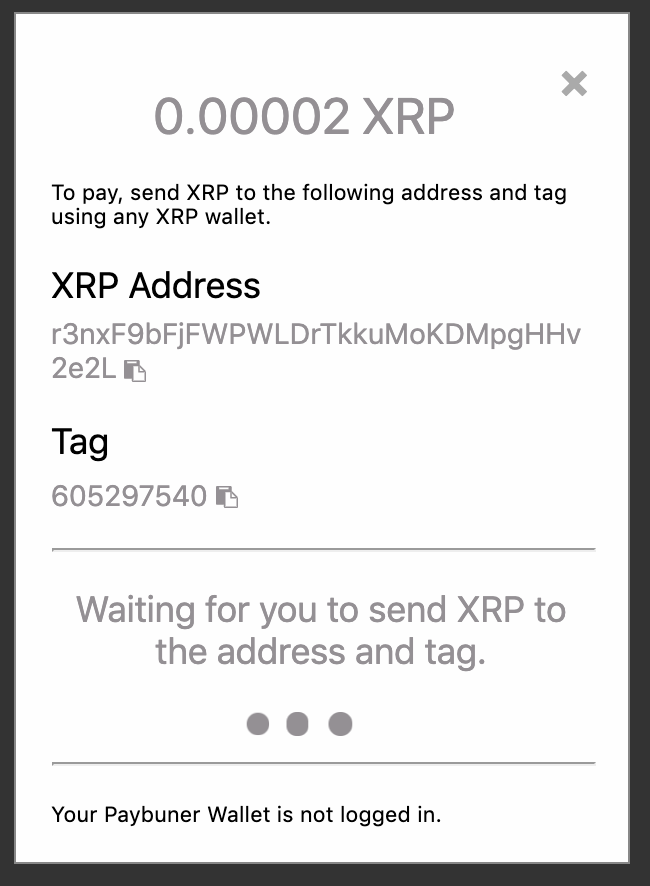 0.00002 XRP
To pay, send XRP to the following address and tag
using any XRP wallet.
XRP Address
r3nxF9bFjFWPWLDrTkkuMoKDMpgHHv
2e2L
Tag
605297540
Waiting for you to send XRP to
the address and tag.
Your Paybuner Wallet is not logged in.